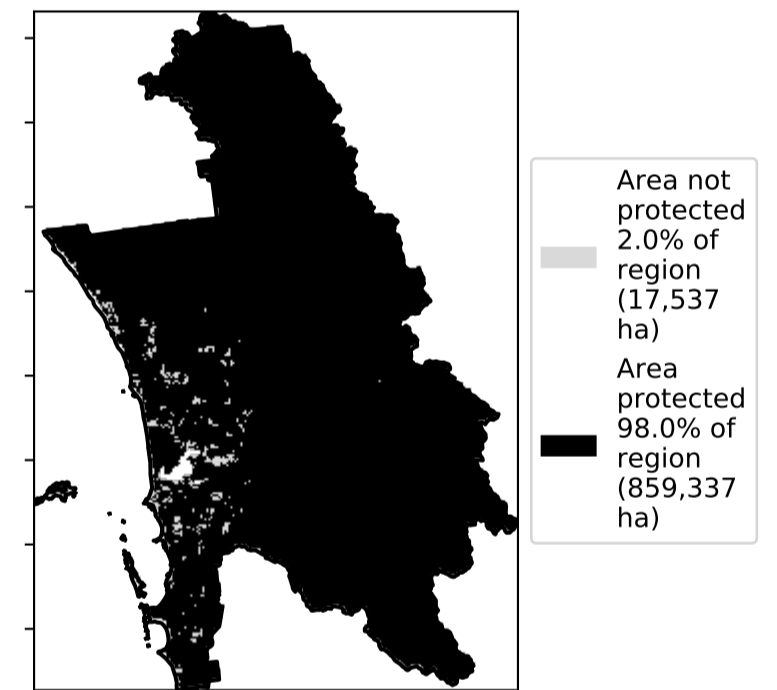 Area not
protected
2.0% of
region
(17,537
ha)
Area
protected
98.0% of
region
(859,337
ha)